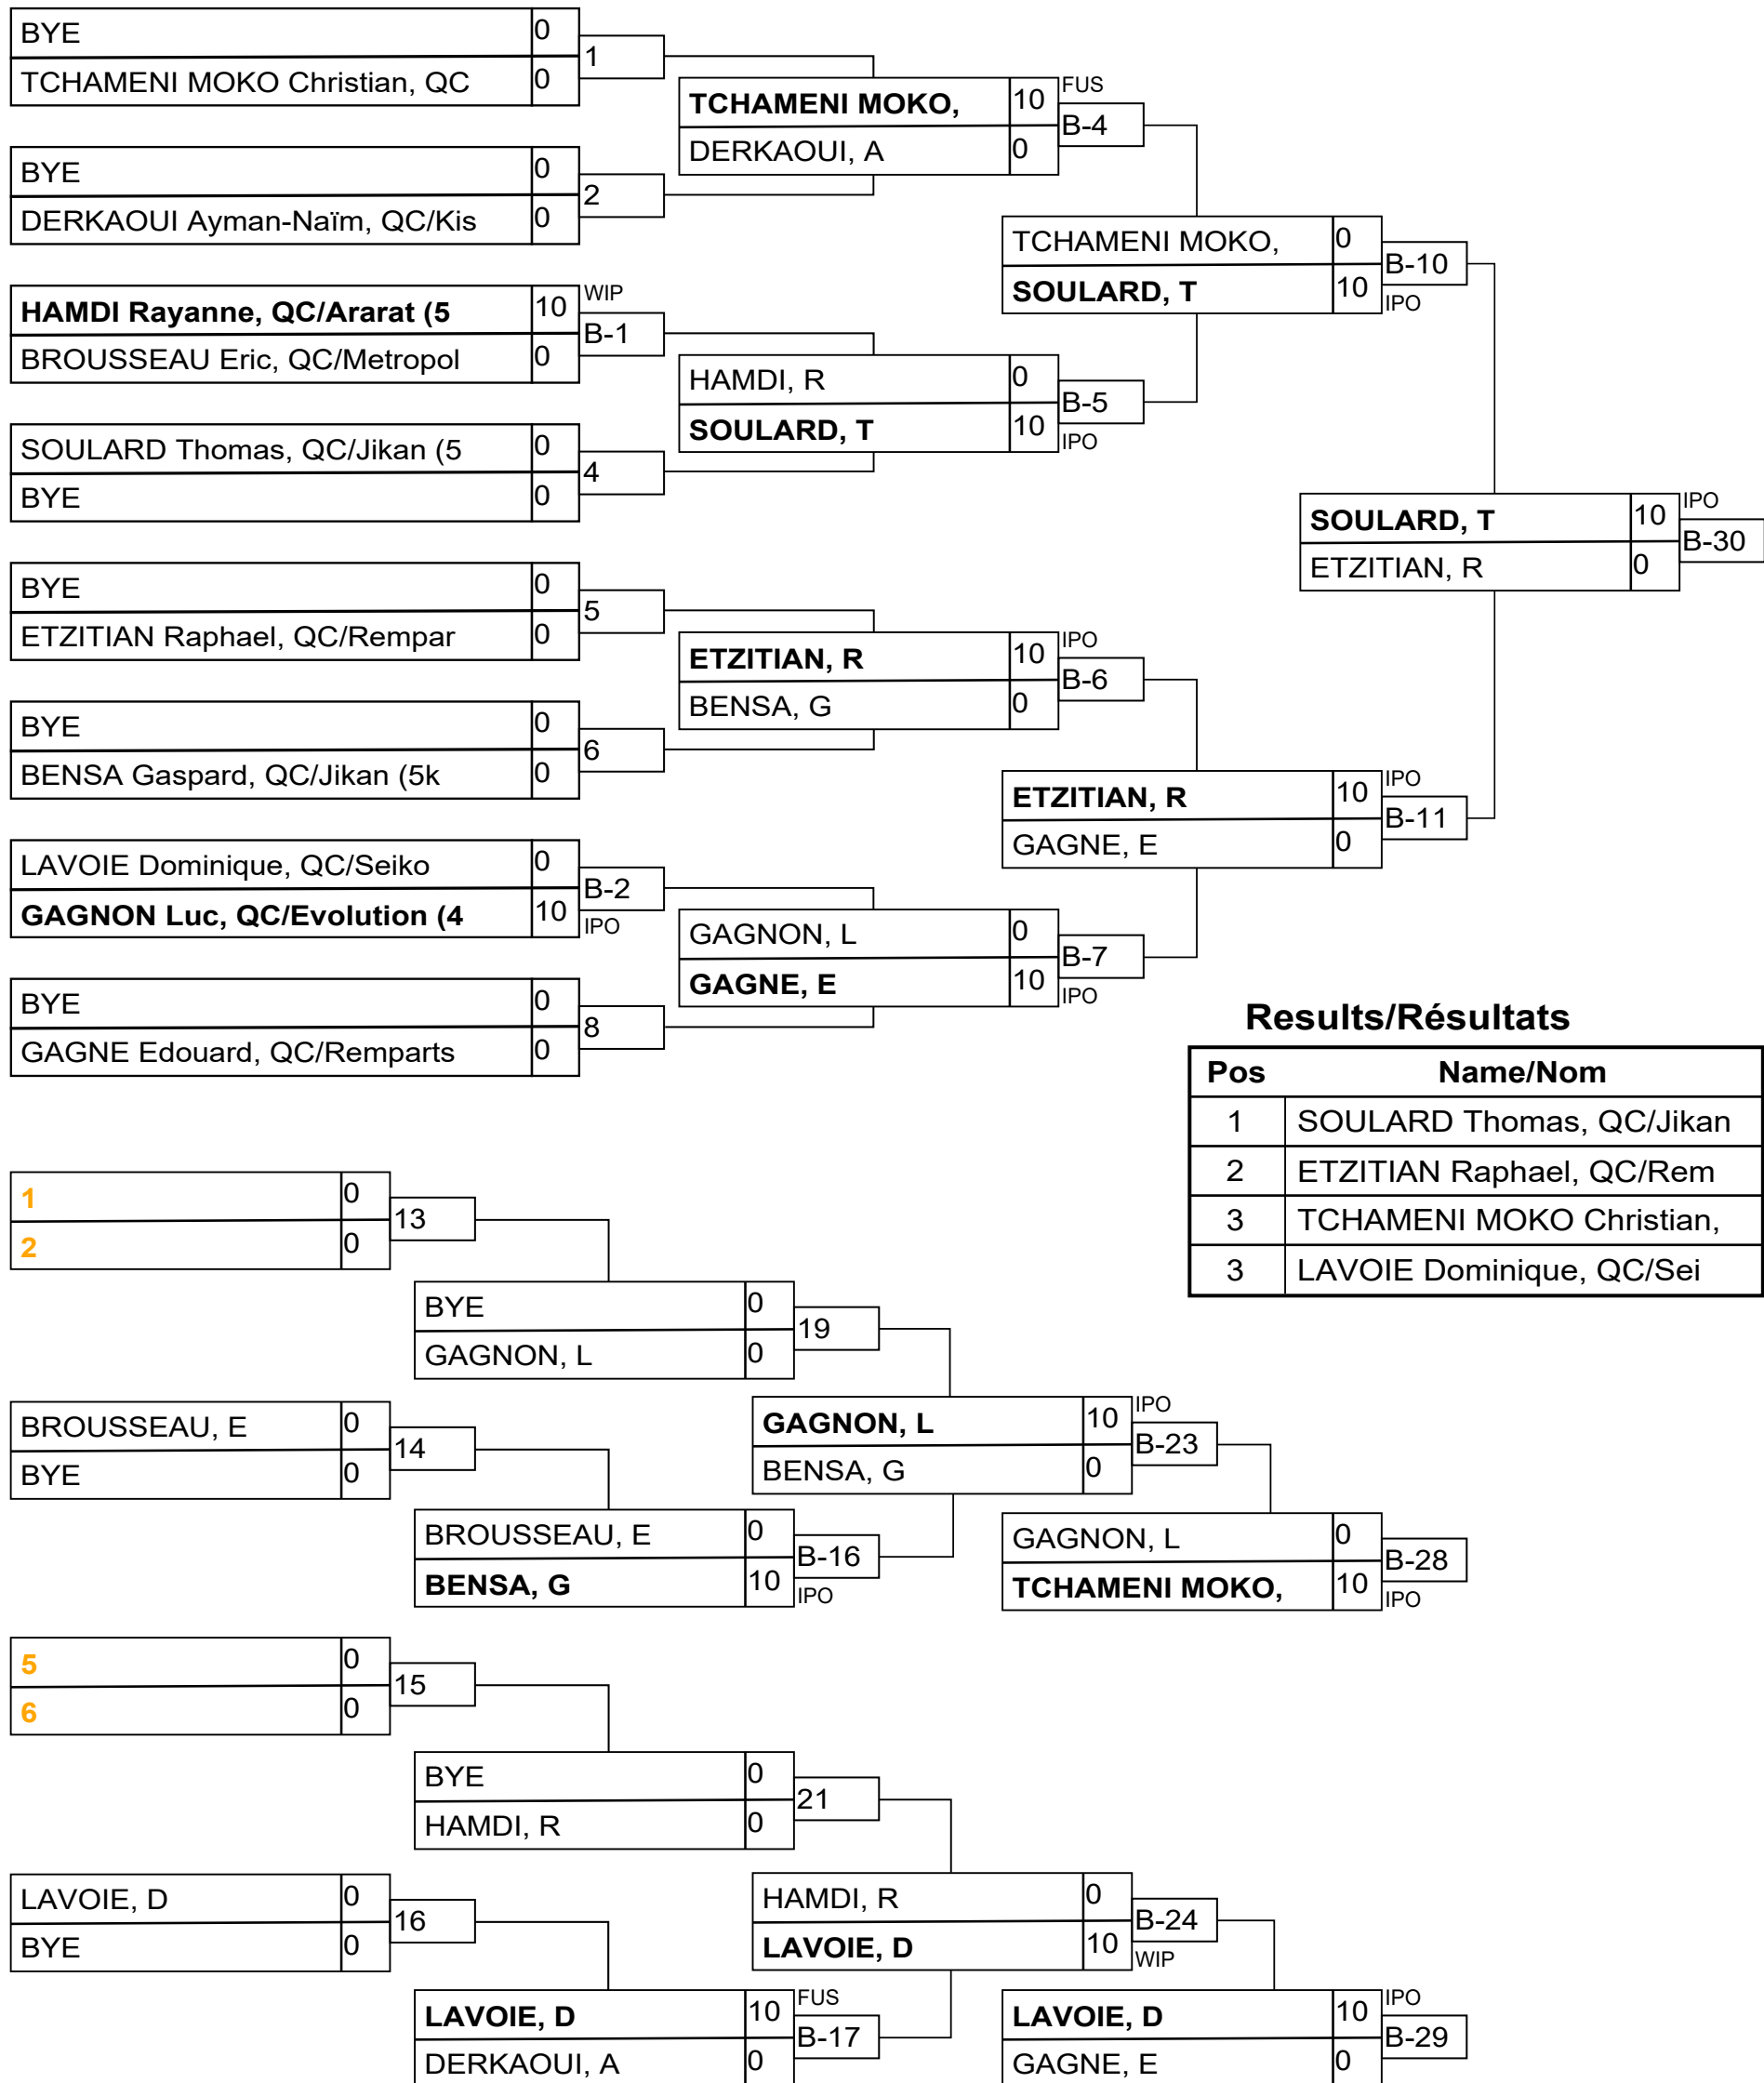 BYE 0
1
TCHAMENI MOKO Christian, QC 0
BYE 0
2
DERKAOUI Ayman-Naïm, QC/Kis 0
HAMDI Rayanne, QC/Ararat (5 10 WIP
B-1
BROUSSEAU Eric, QC/Metropol 0
SOULARD Thomas, QC/Jikan (5 0
4
BYE 0
BYE 0
5
ETZITIAN Raphael, QC/Rempar 0
BYE 0
6
BENSA Gaspard, QC/Jikan (5k 0
LAVOIE Dominique, QC/Seiko 0
B-2
GAGNON Luc, QC/Evolution (4 10 IPO
BYE 0
8
GAGNE Edouard, QC/Remparts 0
TCHAMENI MOKO, 10 FUS
B-4
DERKAOUI, A 0
HAMDI, R 0
B-5
SOULARD, T 10 IPO
ETZITIAN, R 10 IPO
B-6
BENSA, G 0
GAGNON, L 0
B-7
GAGNE, E 10 IPO
TCHAMENI MOKO, 0
B-10
SOULARD, T 10 IPO
ETZITIAN, R 10 IPO
B-11
GAGNE, E 0
SOULARD, T 10 IPO
B-30
ETZITIAN, R 0
Results/Résultats
Pos Name/Nom
1 SOULARD Thomas, QC/Jikan
2 ETZITIAN Raphael, QC/Rem
3 TCHAMENI MOKO Christian,
3 LAVOIE Dominique, QC/Sei
1 0
13
2 0
BROUSSEAU, E 0
14
BYE 0
BYE 0
19
GAGNON, L 0
BROUSSEAU, E 0
B-16
BENSA, G 10 IPO
GAGNON, L 10 IPO
B-23
BENSA, G 0
GAGNON, L 0
B-28
TCHAMENI MOKO, 10 IPO
5 0
15
6 0
LAVOIE, D 0
16
BYE 0
BYE 0
21
HAMDI, R 0
LAVOIE, D 10 FUS
B-17
DERKAOUI, A 0
HAMDI, R 0
B-24
LAVOIE, D 10 WIP
LAVOIE, D 10 IPO
B-29
GAGNE, E 0